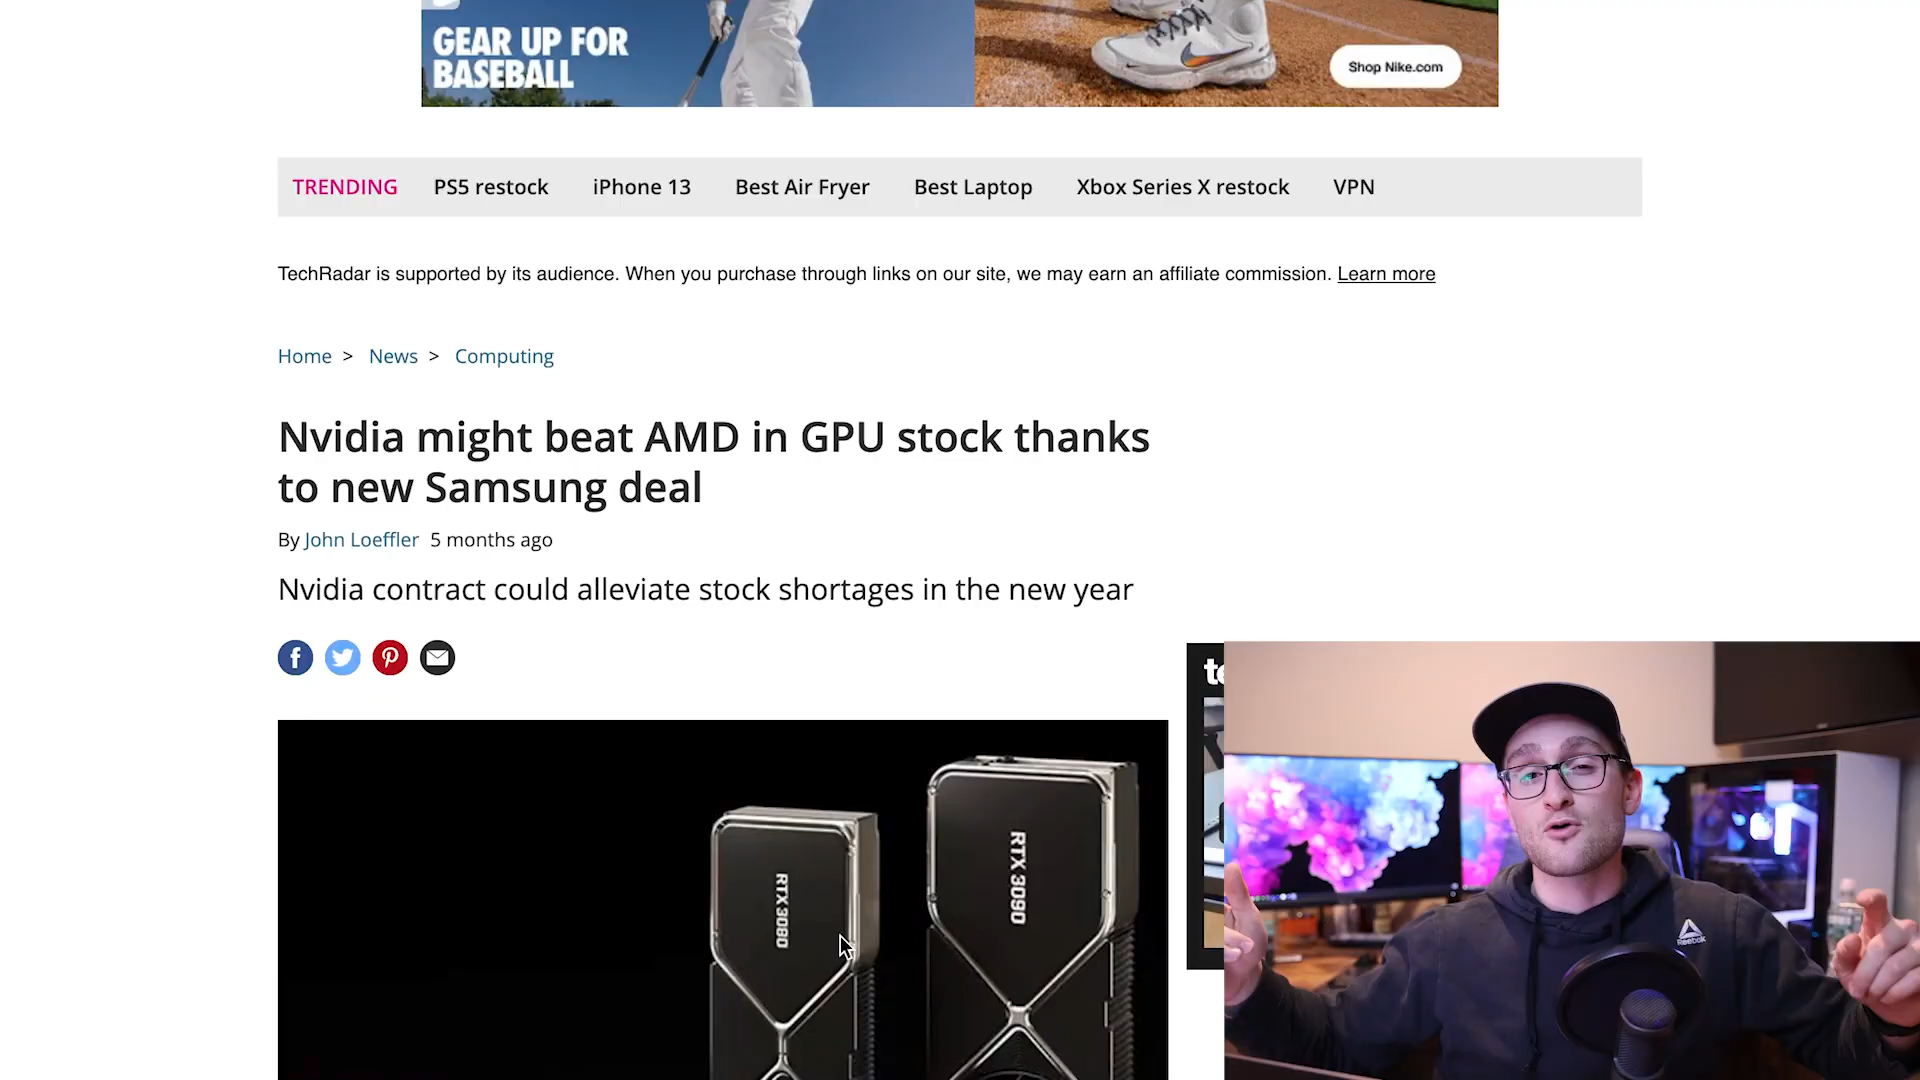 GEAR UP FOR
BASEBALL
Shop Nike.com
TRENDING PS5 restock iPhone 13 Best Air Fryer Best Laptop Xbox Series X restock VPN
TechRadar is supported by its audience. When you purchase through links on our site, we may earn an affiliate commission. Learn more
Home > News > Computing
Nvidia might beat AMD in GPU stock thanks
to new Samsung deal
By John Loeffler 5 months ago
Nvidia contract could alleviate stock shortages in the new year
te
RTX 3080
RTX 3090
Reebok